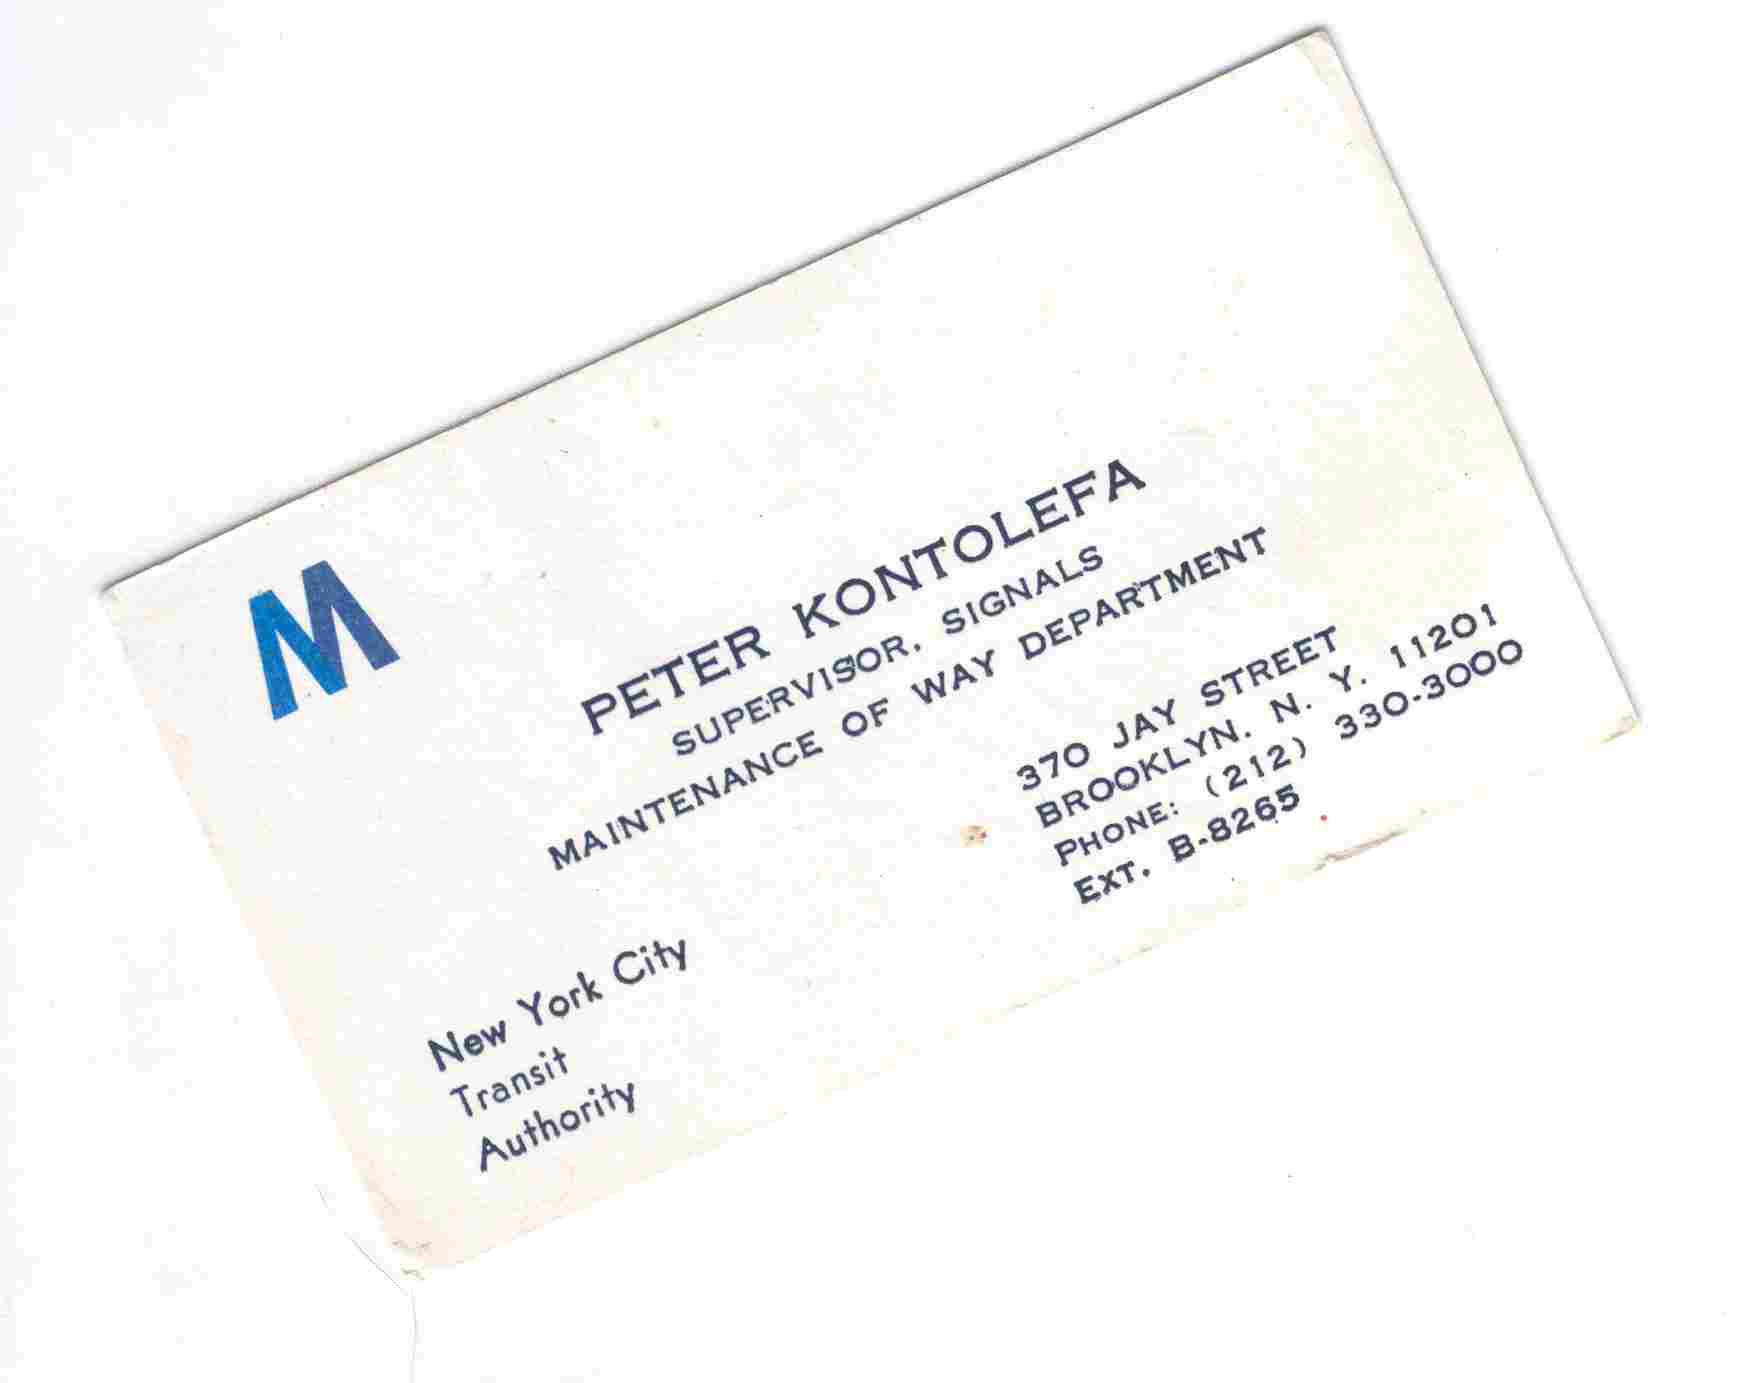 M
PETER KONTOLEFA
SUPERVISOR, SIGNALS
MAINTENANCE OF WAY DEPARTMENT
370 JAY STREET
BROOKLYN. N. Y. 11201
PHONE: (212) 330-3000
EXT. B-8265
New York City
Transit
Authority